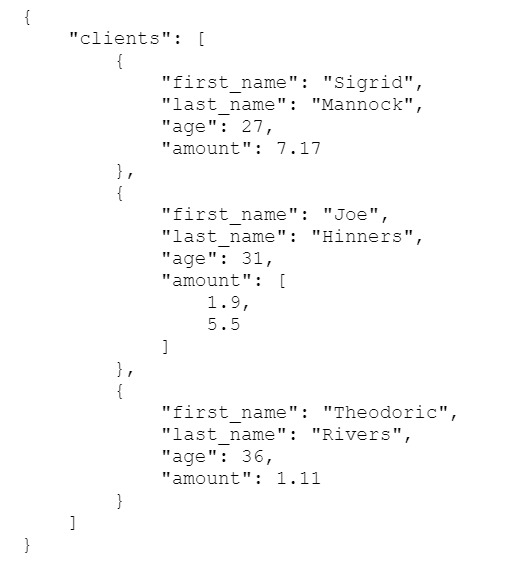 {
    "clients": [
        {
            "first_name": "Sigrid",
            "last_name": "Mannock",
            "age": 27,
            "amount": 7.17
        },
        {
            "first_name": "Joe",
            "last_name": "Hinners",
            "age": 31,
            "amount": [
                1.9,
                5.5
            ]
        },
        {
            "first_name": "Theodoric",
            "last_name": "Rivers",
            "age": 36,
            "amount": 1.11
        }
    ]
}